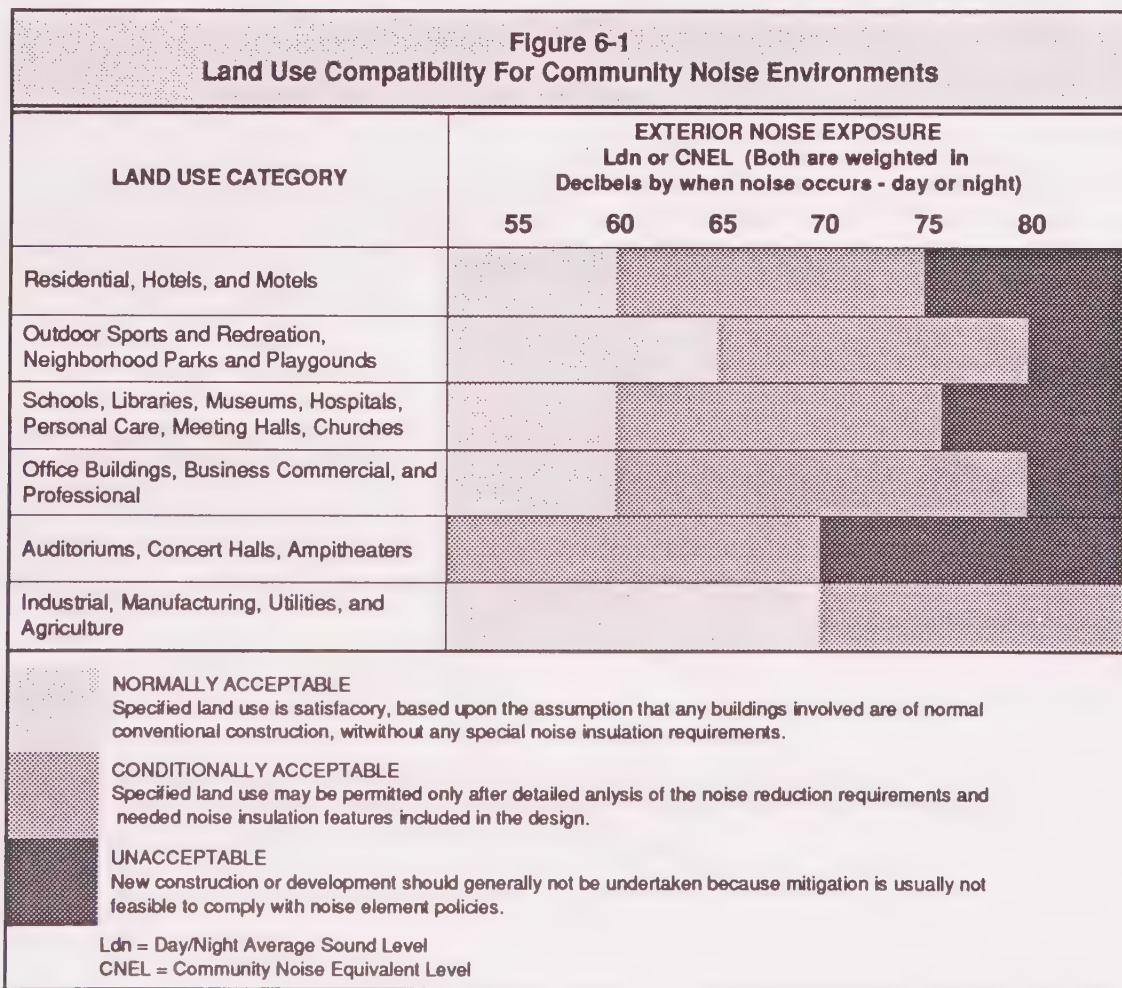 Figure 6-1
Land Use Compatibility For Community Noise Environments
LAND USE CATEGORY
EXTERIOR NOISE EXPOSURE
Ldn or CNEL (Both are weighted in
Decibels by when noise occurs - day or night)
55 60 65 70 75 80
Residential, Hotels, and Motels
Outdoor Sports and Redreation,
Neighborhood Parks and Playgounds
Schools, Libraries, Museums, Hospitals,
Personal Care, Meeting Halls, Churches
Office Buildings, Business Commercial, and
Professional
Auditoriums, Concert Halls, Ampitheaters
Industrial, Manufacturing, Utilities, and
Agriculture
NORMALLY ACCEPTABLE
Specified land use is satisfacory, based upon the assumption that any buildings involved are of normal
conventional construction, witwithout any special noise insulation requirements.
CONDITIONALLY ACCEPTABLE
Specified land use may be permitted only after detailed anlysis of the noise reduction requirements and
needed noise insulation features included in the design.
UNACCEPTABLE
New construction or development should generally not be undertaken because mitigation is usually not
feasible to comply with noise element policies.
Ldn = Day/Night Average Sound Level
CNEL = Community Noise Equivalent Level